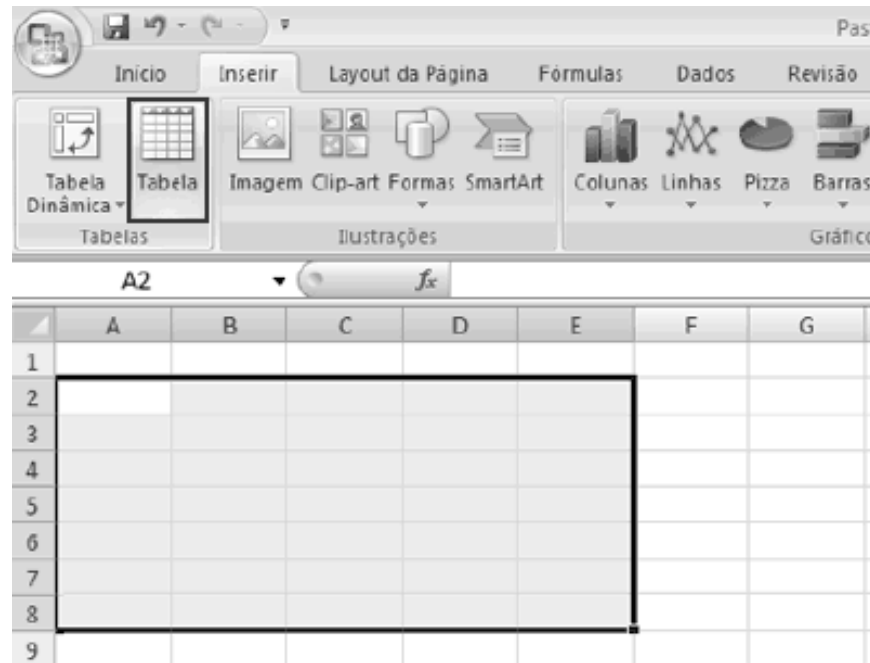 Pas
Início Inserir Layout da Página Fórmulas Dados Revisão
Tabela Dinâmica Tabela Imagem Clip-art Formas SmartArt Colunas Linhas Pizza Barras
Tabelas Ilustrações Gráfico
A2 fx
A B C D E F G
1
2
3
4
5
6
7
8
9